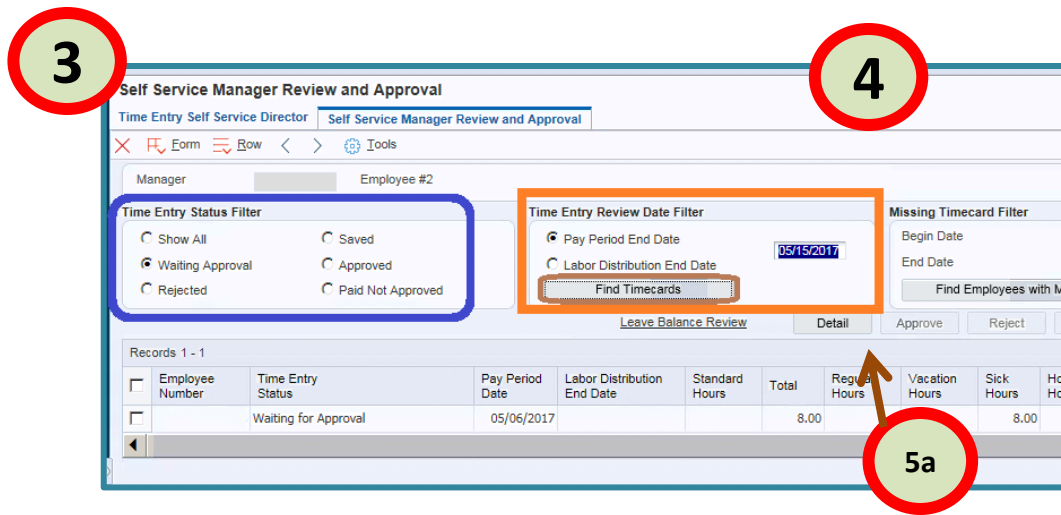 3
4
Self Service Manager Review and Approval
Time Entry Self Service Director Self Service Manager Review and Approval
Form Row Tools
Manager Employee #2
Time Entry Status Filter Time Entry Review Date Filter Missing Timecard Filter
Show All Saved Pay Period End Date 05/15/2017 Begin Date
Waiting Approval Approved Labor Distribution End Date End Date
Rejected Paid Not Approved Find Timecards Find Employees with M
Leave Balance Review Detail Approve Reject
Records 1 - 1
Employee Time Entry Pay Period Labor Distribution Standard Total Regular Vacation Sick Ho
Number Status Date End Date Hours Hours Hours Hours Ho
Waiting for Approval 05/06/2017 8.00 8.00
5a